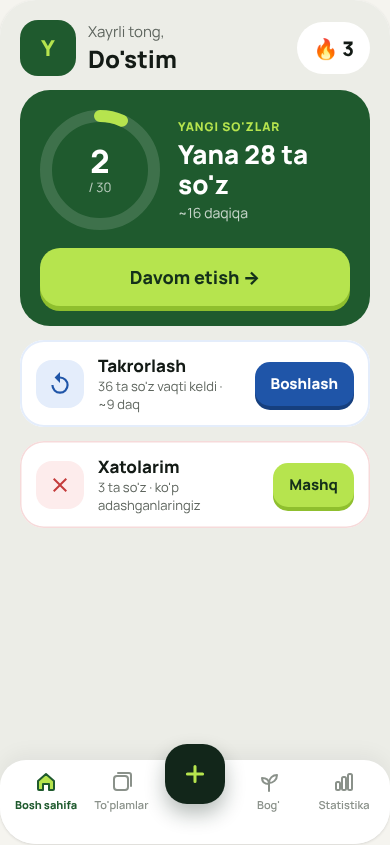 Y
Xayrli tong,
Do'stim
🔥 3
2
/ 30
YANGI SO'ZLAR
Yana 28 ta
so'z
~16 daqiqa
Davom etish →
Takrorlash
36 ta so'z vaqti keldi ·
~9 daq
Boshlash
Xatolarim
3 ta so'z · ko'p
adashganlaringiz
Mashq
Bosh sahifa
To'plamlar
+
Bog'
Statistika